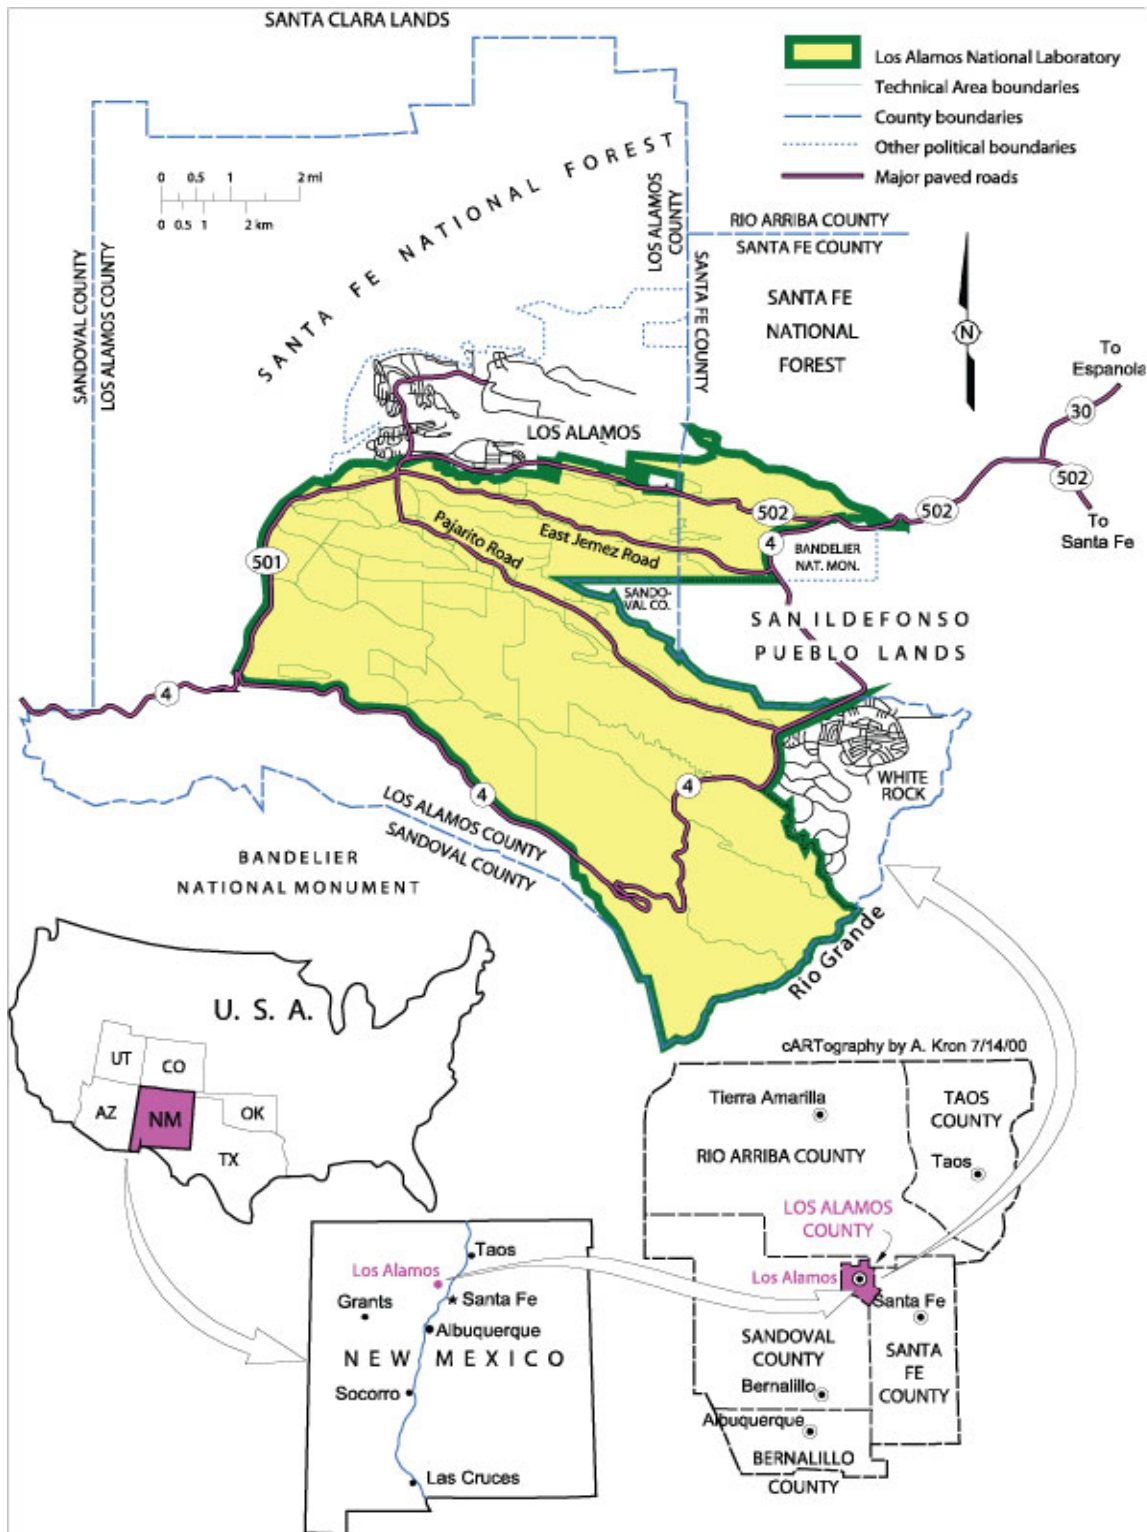 SANTA CLARA LANDS
Los Alamos National Laboratory
Technical Area boundaries
County boundaries
Other political boundaries
Major paved roads
0 0.5 1 2 mi
0 0.5 1 2 km
SANTA FE NATIONAL FOREST
SANDOVAL COUNTY
LOS ALAMOS COUNTY
LOS ALAMOS
COUNTY
SANTA FE COUNTY
RIO ARRIBA COUNTY
SANTA FE COUNTY
SANTA FE
NATIONAL
FOREST
N
To
Espanola
30
502
502
To
Santa Fe
LOS ALAMOS
502
4
BANDELIER
NAT. MON.
East Jemez Road
Pajarito Road
501
SANDO-
VAL CO.
SAN ILDEFONSO
PUEBLO LANDS
4
4
4
WHITE
ROCK
LOS ALAMOS COUNTY
SANDOVAL COUNTY
BANDELIER
NATIONAL MONUMENT
Rio Grande
cARTography by A. Kron 7/14/00
U. S. A.
UT
CO
AZ
NM
OK
TX
Taos
Los Alamos
Santa Fe
Grants
Albuquerque
NEW MEXICO
Socorro
Las Cruces
Tierra Amarilla
TAOS
COUNTY
RIO ARRIBA COUNTY
Taos
LOS ALAMOS
COUNTY
Los Alamos
Santa Fe
SANDOVAL
COUNTY
SANTA
FE
COUNTY
Bernalillo
Albuquerque
BERNALILLO
COUNTY